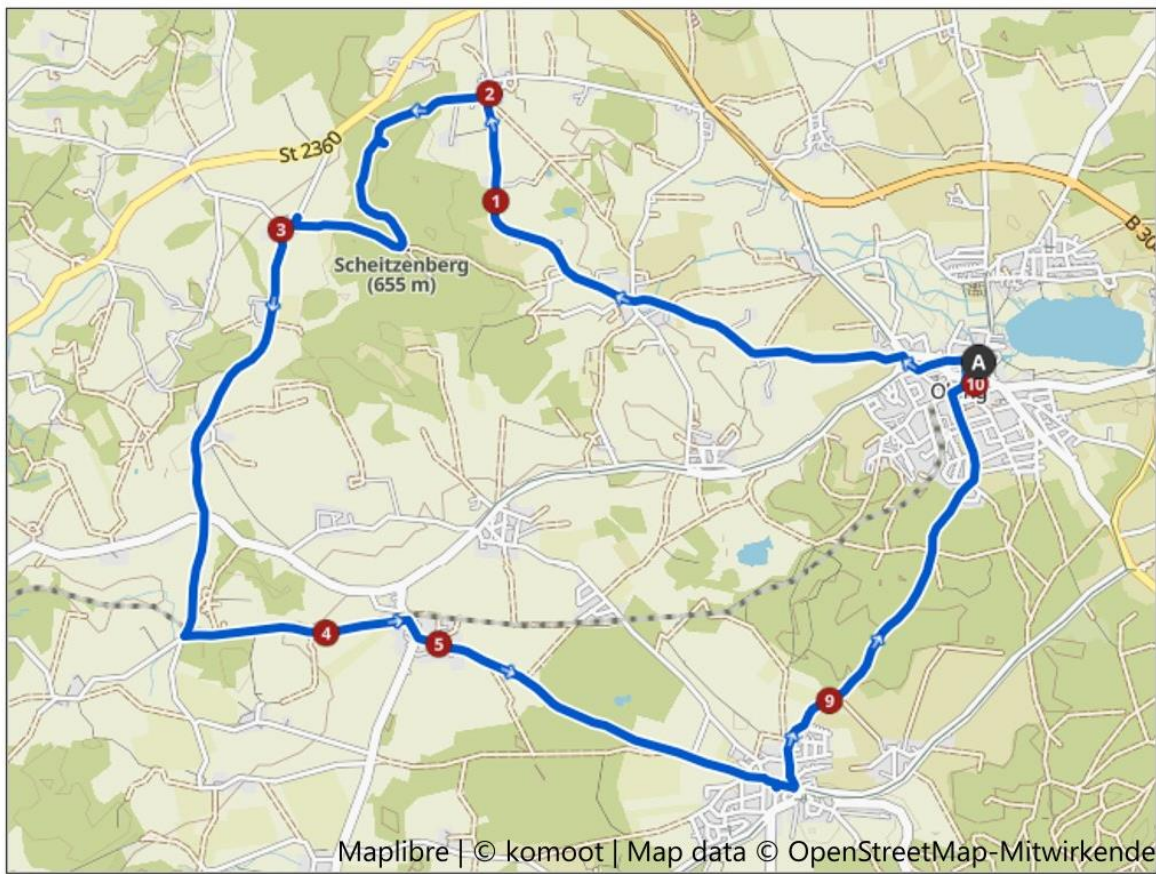 2
St 2360
1
3
B 30
Scheitzenberg
(655 m)
A
10
4
5
9
Maplibre | © komoot | Map data © OpenStreetMap-Mitwirkende